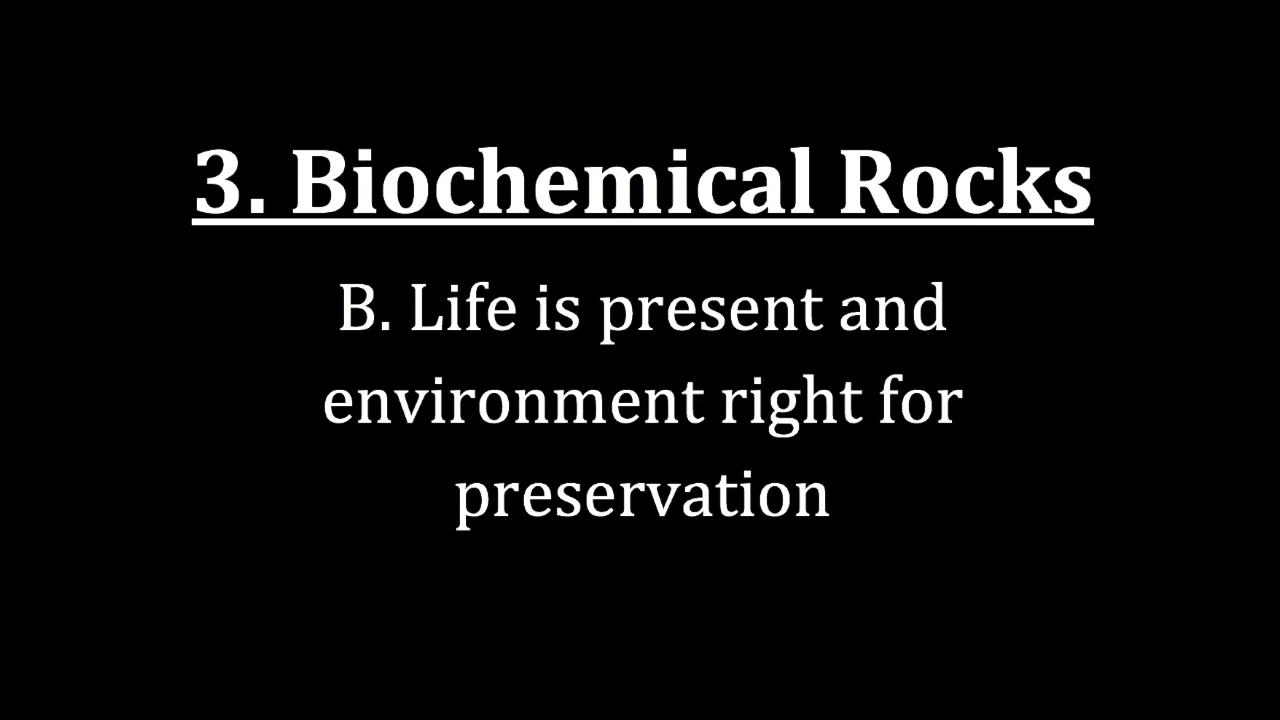 3. Biochemical Rocks
B. Life is present and
environment right for
preservation